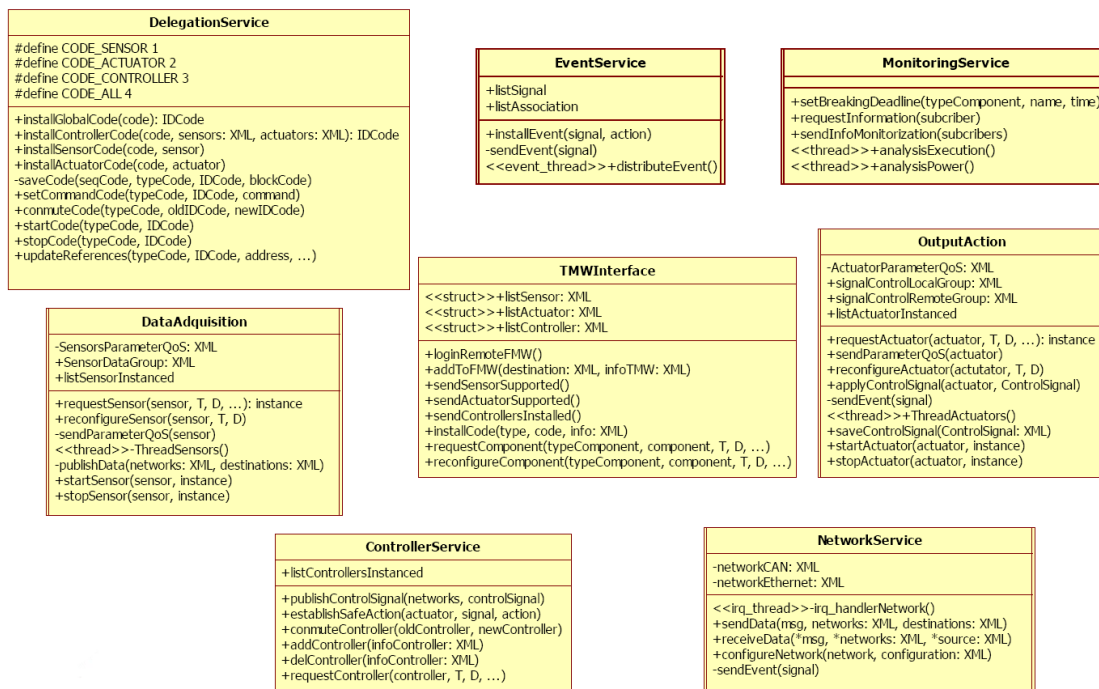 DelegationService
#define CODE_SENSOR 1
#define CODE_ACTUATOR 2
#define CODE_CONTROLLER 3
#define CODE_ALL 4
+installGlobalCode(code): IDCode
+installControllerCode(code, sensors: XML, actuators: XML): IDCode
+installSensorCode(code, sensor)
+installActuatorCode(code, actuator)
-saveCode(seqCode, typeCode, IDCode, blockCode)
+setCommandCode(typeCode, IDCode, command)
+conmuteCode(typeCode, oldIDCode, newIDCode)
+startCode(typeCode, IDCode)
+stopCode(typeCode, IDCode)
+updateReferences(typeCode, IDCode, address, ...)
EventService
+listSignal
+listAssociation
+installEvent(signal, action)
-sendEvent(signal)
<<event_thread>>+distributeEvent()
MonitoringService
+setBreakingDeadline(typeComponent, name, time)
+requestInformation(subcriber)
+sendInfoMonitorization(subcribers)
<<thread>>+analysisExecution()
<<thread>>+analysisPower()
DataAdquisition
-SensorsParameterQoS: XML
+SensorDataGroup: XML
+listSensorInstanced
+requestSensor(sensor, T, D, ...): instance
+reconfigureSensor(sensor, T, D)
-sendParameterQoS(sensor)
<<thread>>-ThreadSensors()
-publishData(networks: XML, destinations: XML)
+startSensor(sensor, instance)
+stopSensor(sensor, instance)
TMWInterface
<<struct>>+listSensor: XML
<<struct>>+listActuator: XML
<<struct>>+listController: XML
+loginRemoteFMW()
+addToFMW(destination: XML, infoTMW: XML)
+sendSensorSupported()
+sendActuatorSupported()
+sendControllersInstalled()
+installCode(type, code, info: XML)
+requestComponent(typeComponent, component, T, D, ...)
+reconfigureComponent(typeComponent, component, T, D, ...)
OutputAction
-ActuatorParameterQoS: XML
+signalControlLocalGroup: XML
+signalControlRemoteGroup: XML
+listActuatorInstanced
+requestActuator(actuator, T, D, ...): instance
+sendParameterQoS(actuator)
+reconfigureActuator(actutator, T, D)
+applyControlSignal(actuator, ControlSignal)
-sendEvent(signal)
<<thread>>+ThreadActuators()
+saveControlSignal(ControlSignal: XML)
+startActuator(actuator, instance)
+stopActuator(actuator, instance)
ControllerService
+listControllersInstanced
+publishControlSignal(networks, controlSignal)
+establishSafeAction(actuator, signal, action)
+conmuteController(oldController, newController)
+addController(infoController: XML)
+delController(infoController: XML)
+requestController(controller, T, D, ...)
NetworkService
-networkCAN: XML
-networkEthernet: XML
<<irq_thread>>-irq_handlerNetwork()
+sendData(msg, networks: XML, destinations: XML)
+receiveData(*msg, *networks: XML, *source: XML)
+configureNetwork(network, configuration: XML)
-sendEvent(signal)